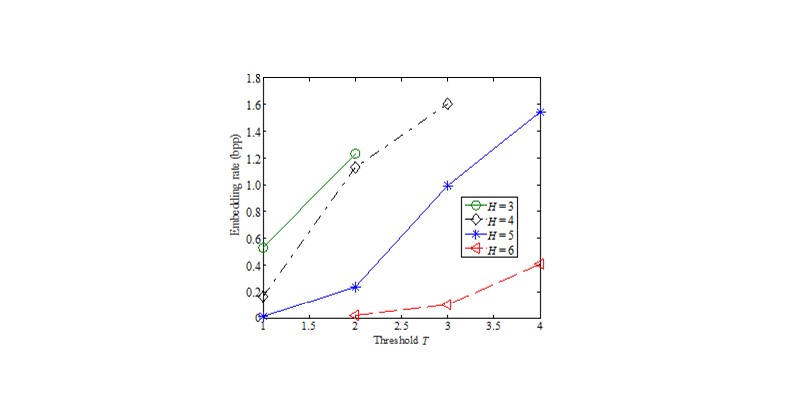 1.8
1.6
1.4
1.2
1.0
0.8
0.6
0.4
0.2
0
Embedding rate (bpp)
H = 3
H = 4
H = 5
H = 6
1 1.5 2 2.5 3 3.5 4
Threshold T